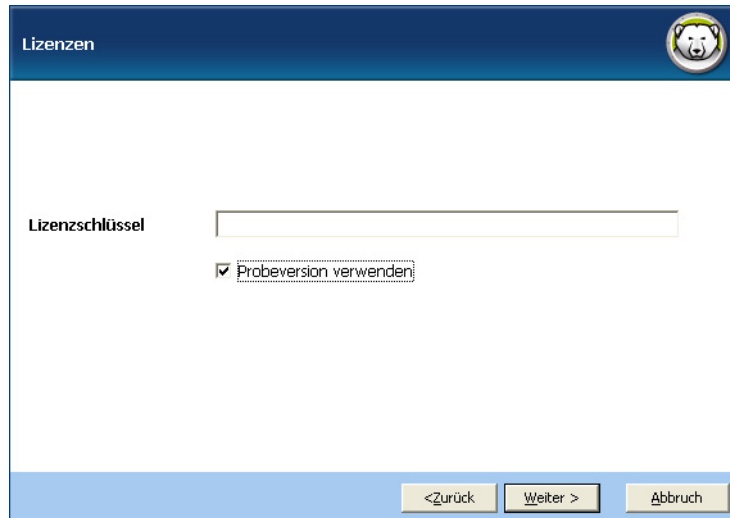 Lizenzen
Lizenzschlüssel
Probeversion verwenden
<Zurück Weiter > Abbruch